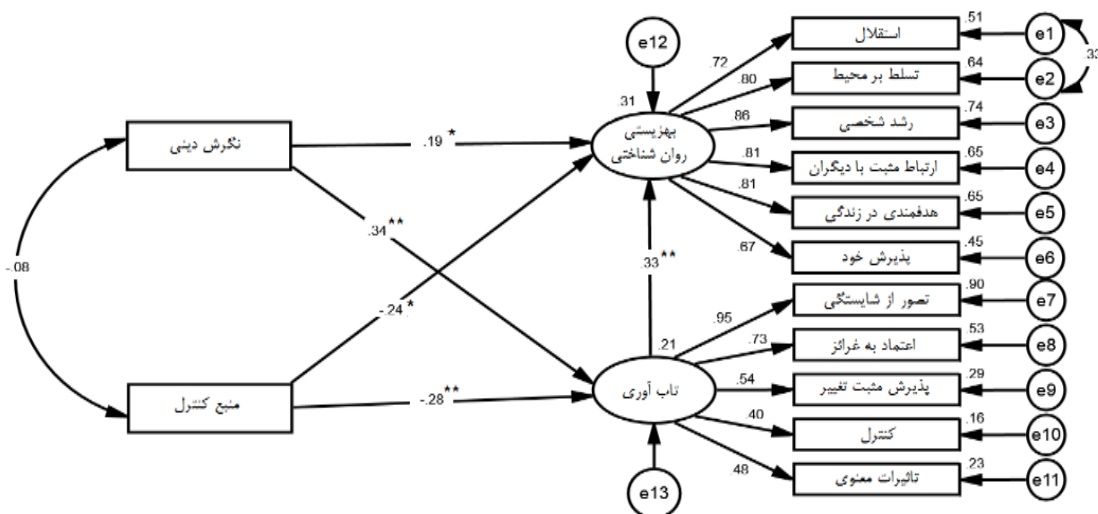 .51
e1
استقلال
.72
e12
.33
.64
e2
تسلط بر محیط
.80
.31
.74
e3
رشد شخصی
.86
بهزیستی
روان شناختی
.19*
نگرش دینی
.65
e4
ارتباط مثبت با دیگران
.81
.65
e5
هدفمندی در زندگی
.81
.34**
.45
e6
پذیرش خود
.67
-.08
.33**
.90
e7
تصور از شایستگی
.95
-.24*
.53
e8
اعتماد به غرائز
.73
.21
تاب آوری
.29
e9
پذیرش مثبت تغییر
.54
-.28**
منبع کنترل
.16
e10
کنترل
.40
.23
e11
تاثیرات معنوی
.48
e13